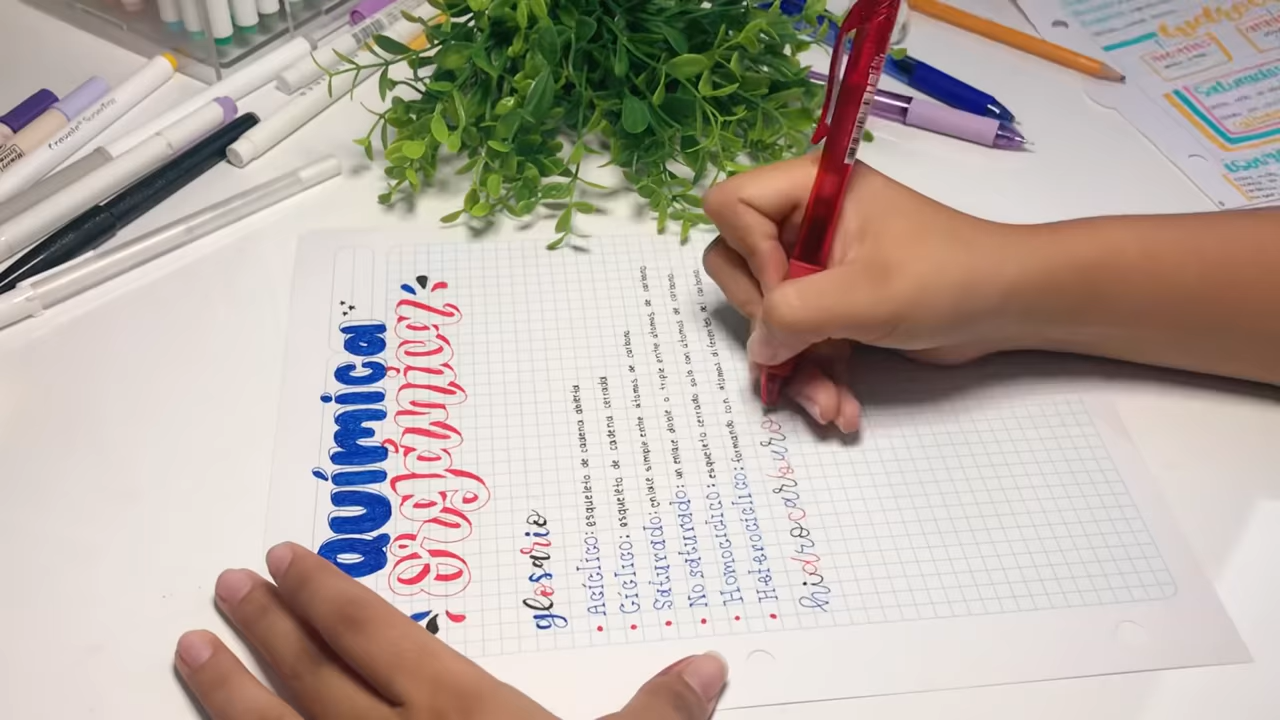 Química
Orgánica
glosario
• Acíclico: esqueleto de cadena abierta
• Cíclico: esqueleto de cadena cerrada
• Saturado: enlace simple entre átomos de carbono
• No saturado: un enlace doble o triple entre átomos de carbono
• Homocíclico: esqueleto cerrado solo con átomos de carbono
• Heterocíclico: formando con átomos diferentes del carbono
hidrocarburo